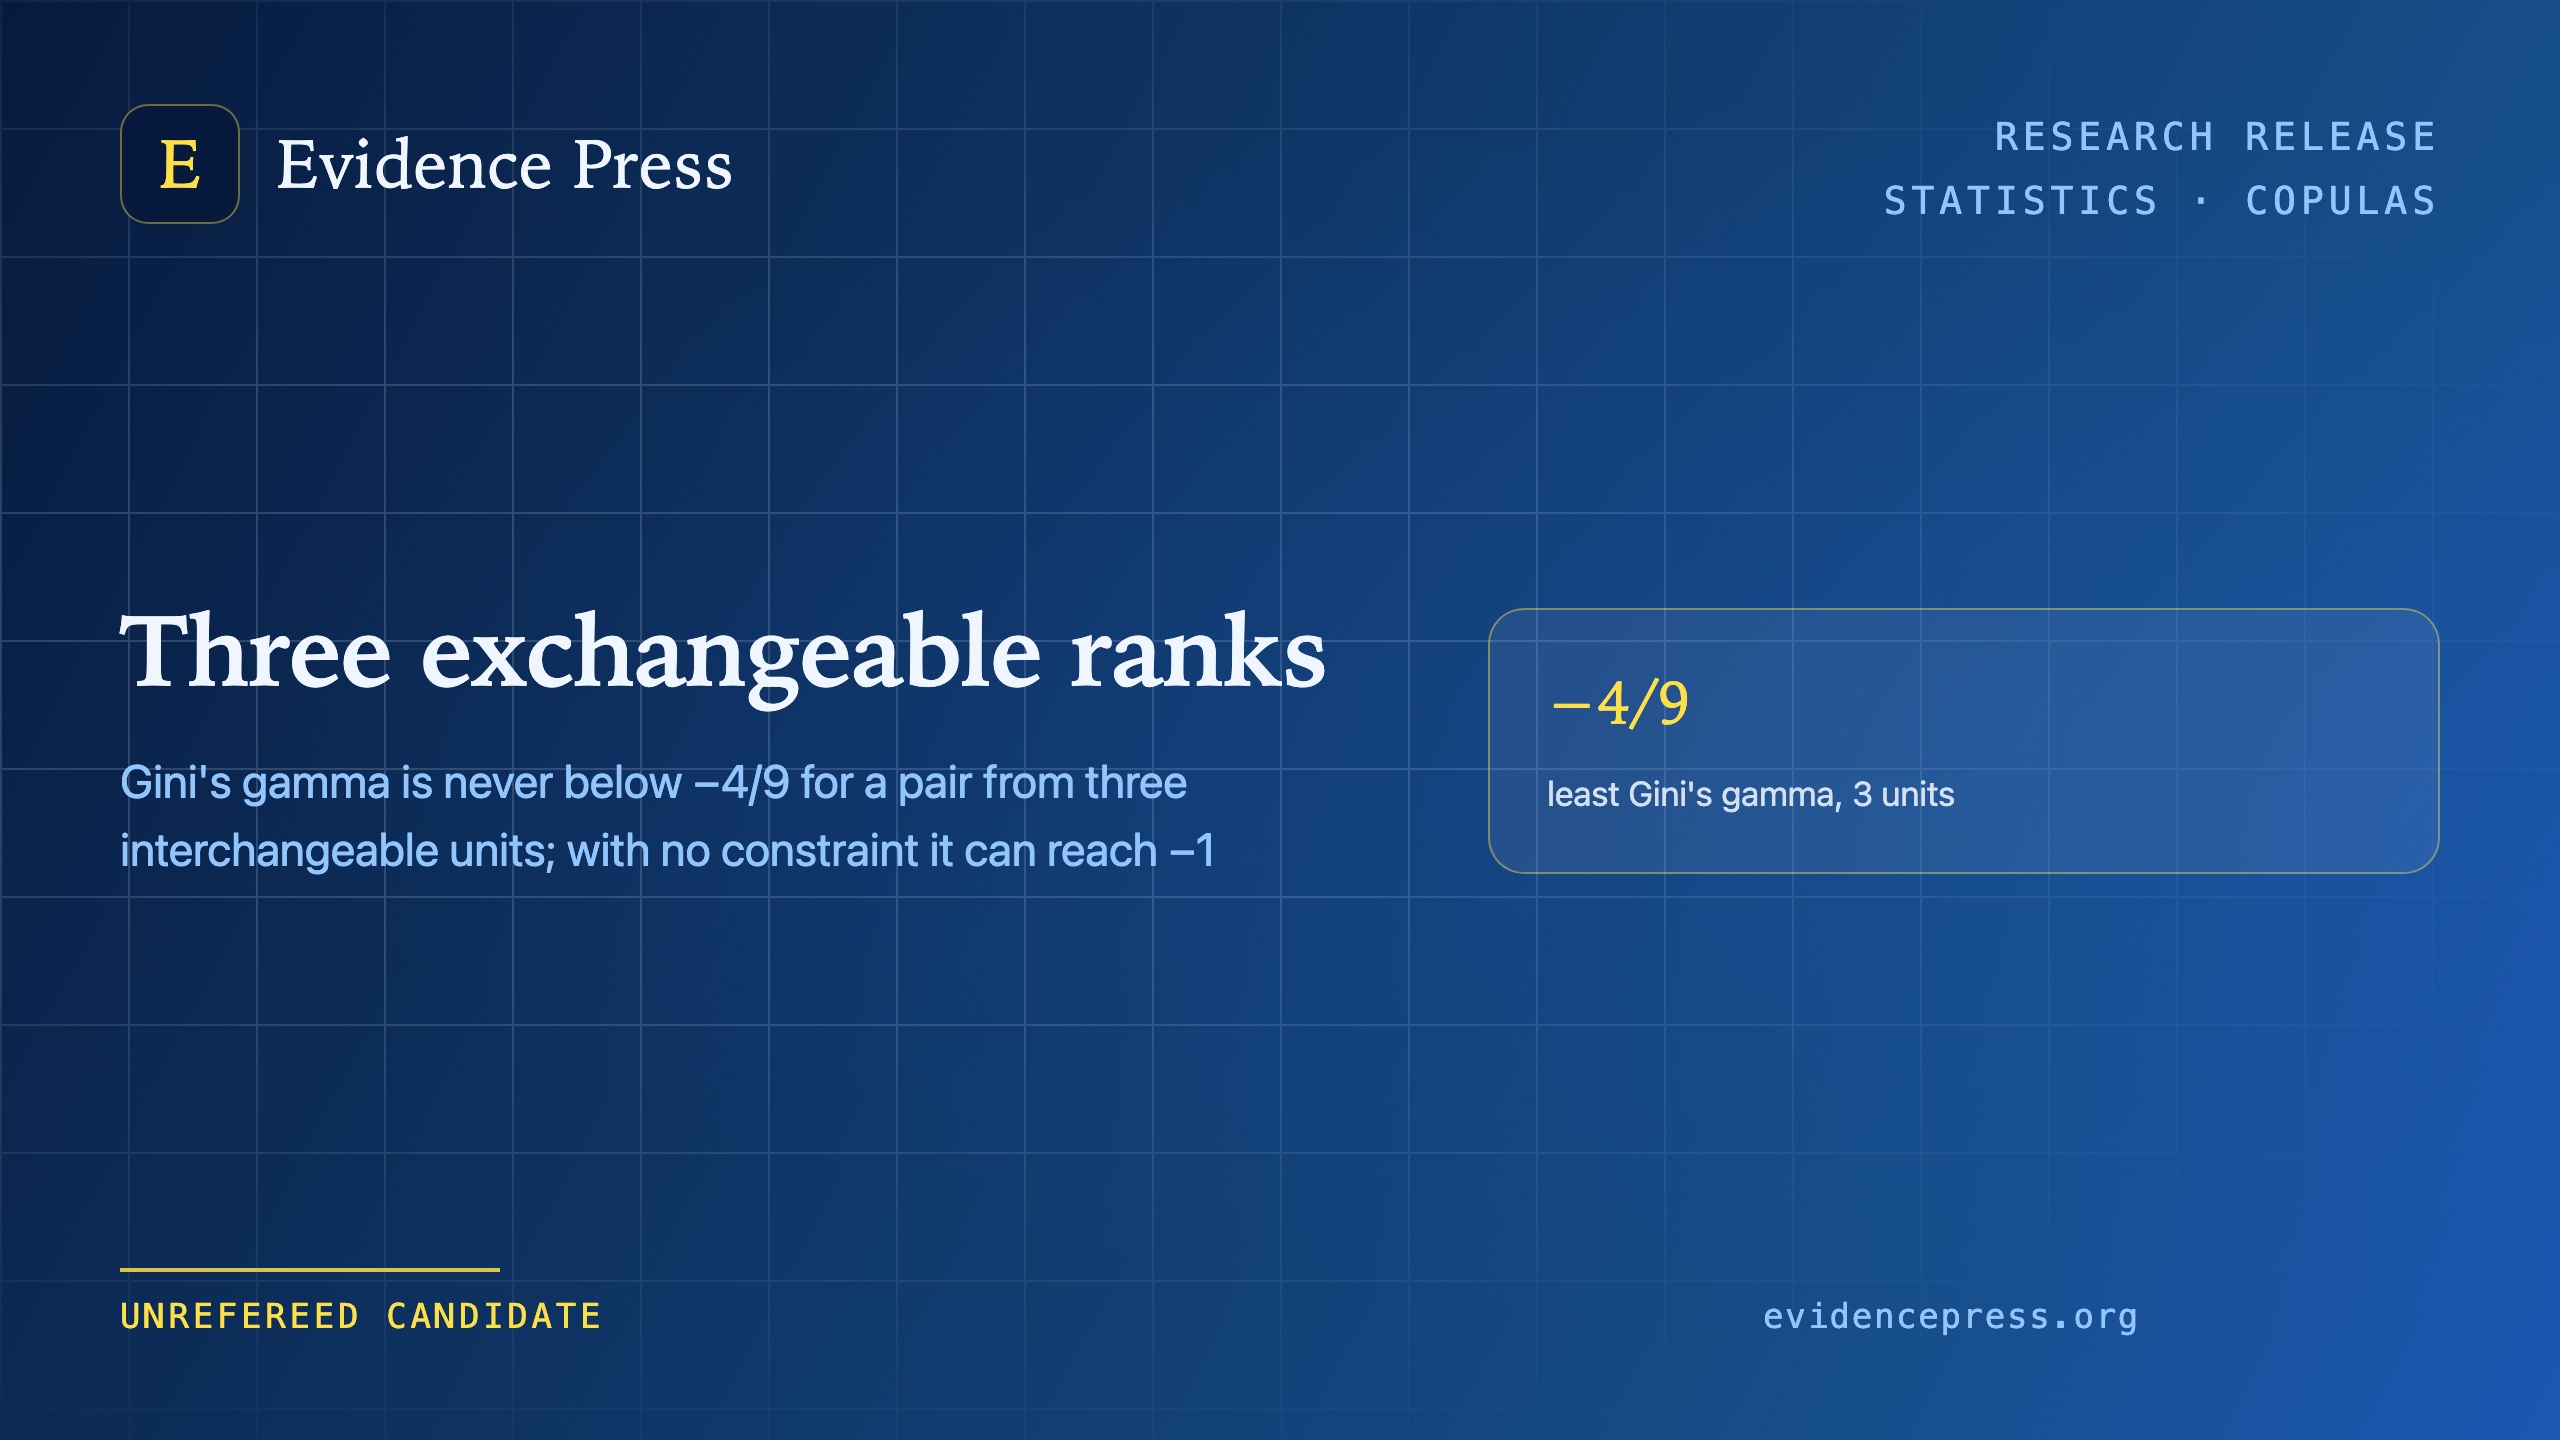 E
Evidence Press
RESEARCH RELEASE
STATISTICS · COPULAS
Three exchangeable ranks
Gini's gamma is never below −4/9 for a pair from three
interchangeable units; with no constraint it can reach −1
−4/9
least Gini's gamma, 3 units
UNREFEREED CANDIDATE
evidencepress.org